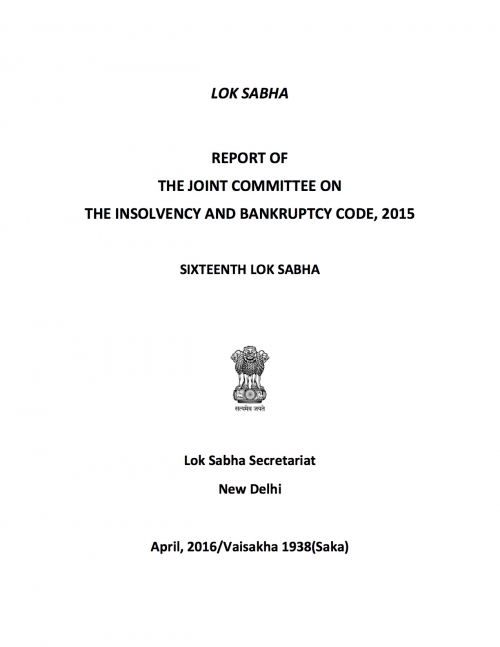 LOK SABHA
REPORT OF
THE JOINT COMMITTEE ON
THE INSOLVENCY AND BANKRUPTCY CODE, 2015
SIXTEENTH LOK SABHA
सत्यमेव जयते
Lok Sabha Secretariat
New Delhi
April, 2016/Vaisakha 1938(Saka)